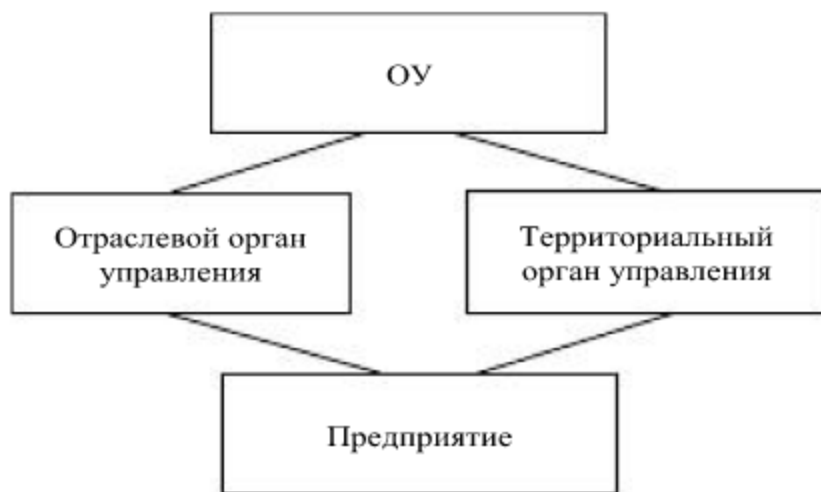 ОУ
Отраслевой орган
управления
Территориальный
орган управления
Предприятие